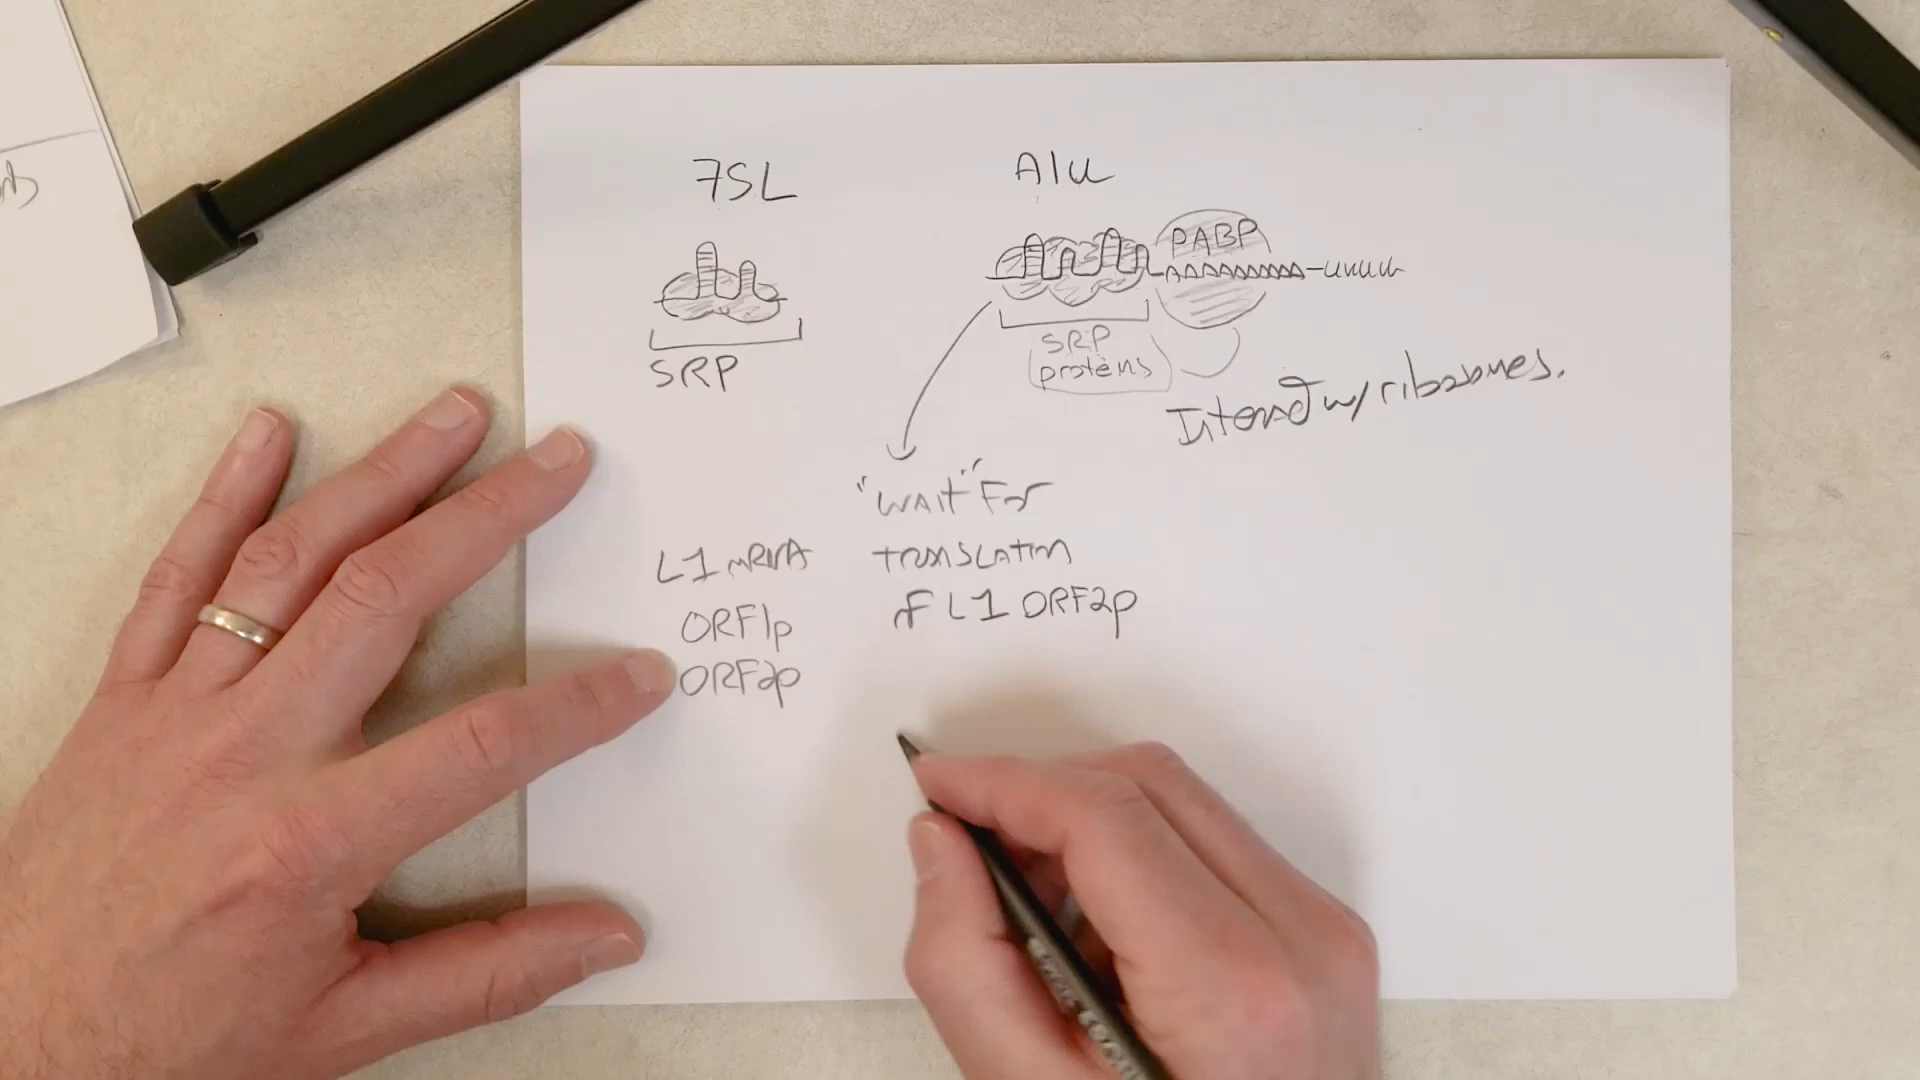 7SL
Alu
PABP
AAAAAAAAAA-uuuu
SRP
proteins
SRP
Interact w/ ribosomes.
"WAIT" For
translation
of L1 ORF2p
L1 mRNA
ORF1p
ORF2p